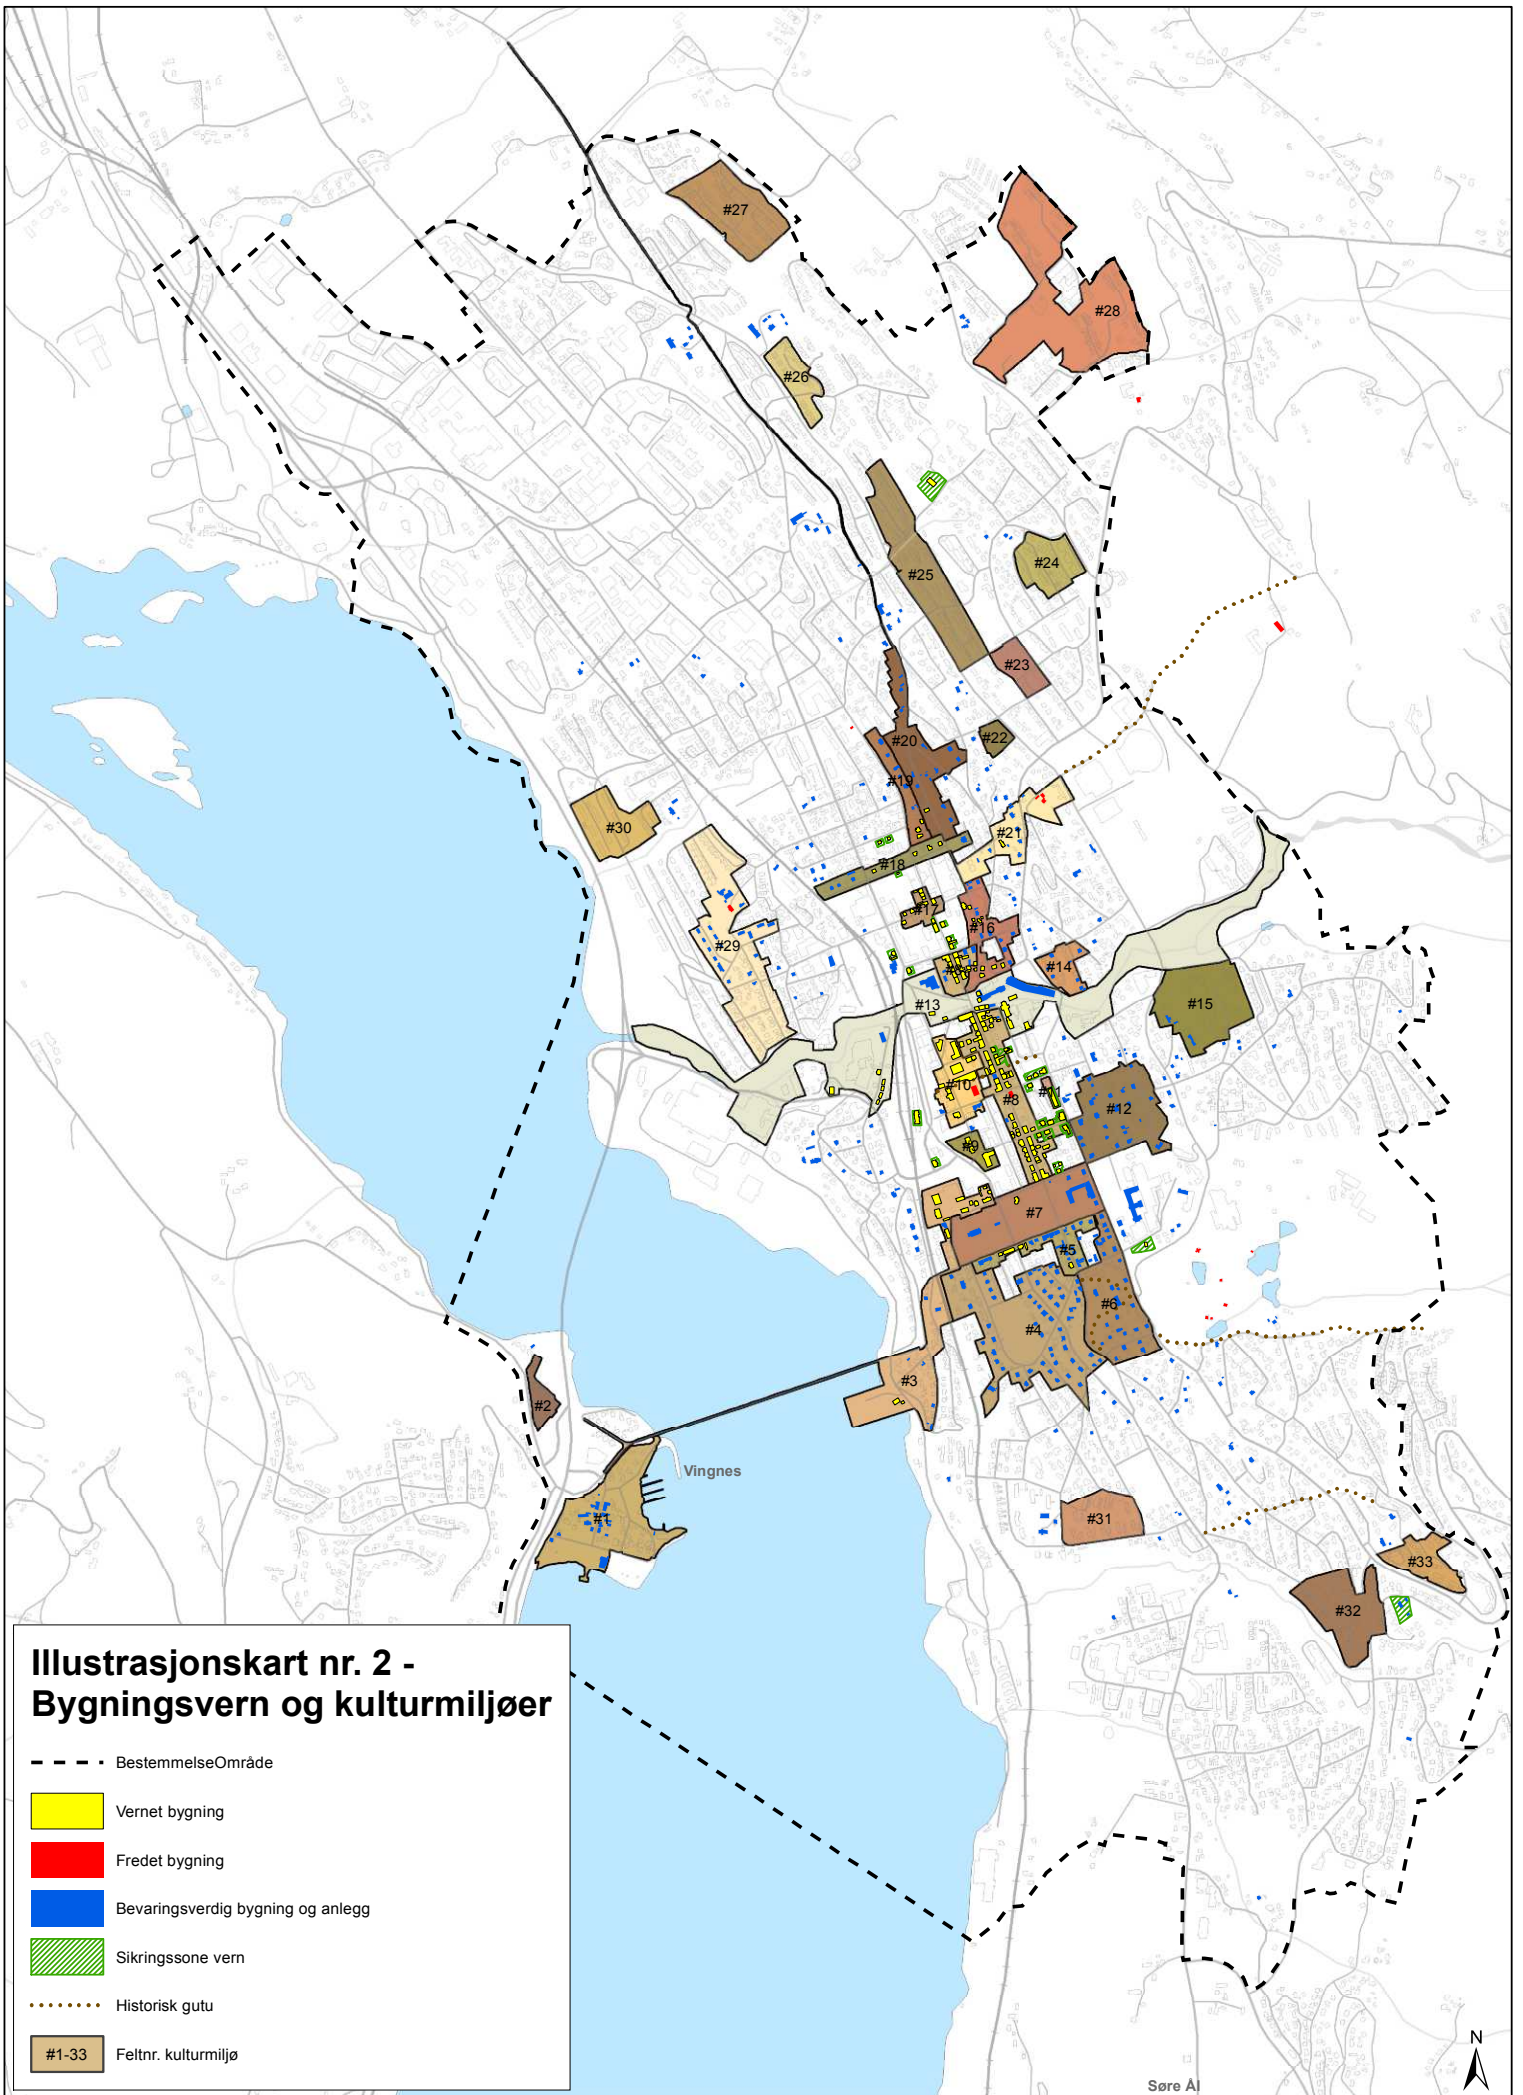 #27
#28
#26
#25
#24
#23
#22
#20
#19
#21
#30
#18
#17
#16
#29
#14
#13
#15
#10
#8
#12
#9
#7
#5
#6
#4
#3
#2
Vingnes
#1
#31
#33
#32
Illustrasjonskart nr. 2 -
Bygningsvern og kulturmiljøer
BestemmelseOmråde
Vernet bygning
Fredet bygning
Bevaringsverdig bygning og anlegg
Sikringssone vern
Historisk gutu
#1-33 Feltnr. kulturmiljø
N
Søre Ål